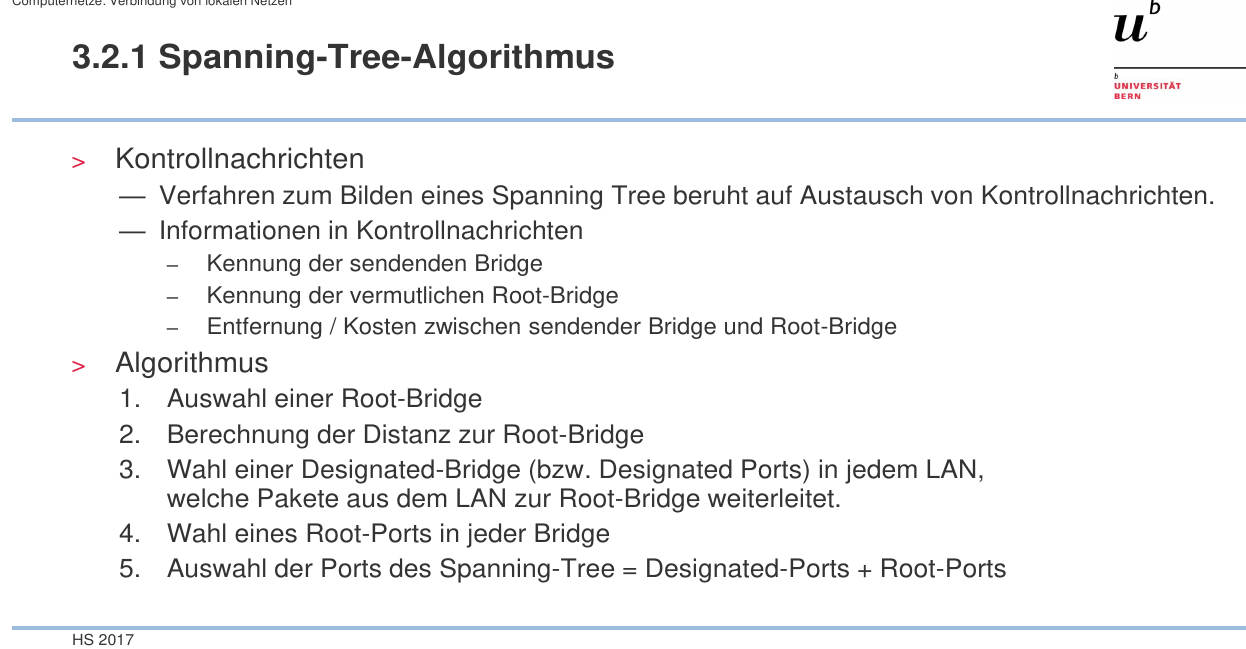 Computernetze: Verbindung von lokalen Netzen
u b
3.2.1 Spanning-Tree-Algorithmus
b
UNIVERSITÄT
BERN
> Kontrollnachrichten
— Verfahren zum Bilden eines Spanning Tree beruht auf Austausch von Kontrollnachrichten.
— Informationen in Kontrollnachrichten
– Kennung der sendenden Bridge
– Kennung der vermutlichen Root-Bridge
– Entfernung / Kosten zwischen sendender Bridge und Root-Bridge
> Algorithmus
1. Auswahl einer Root-Bridge
2. Berechnung der Distanz zur Root-Bridge
3. Wahl einer Designated-Bridge (bzw. Designated Ports) in jedem LAN,
welche Pakete aus dem LAN zur Root-Bridge weiterleitet.
4. Wahl eines Root-Ports in jeder Bridge
5. Auswahl der Ports des Spanning-Tree = Designated-Ports + Root-Ports
HS 2017